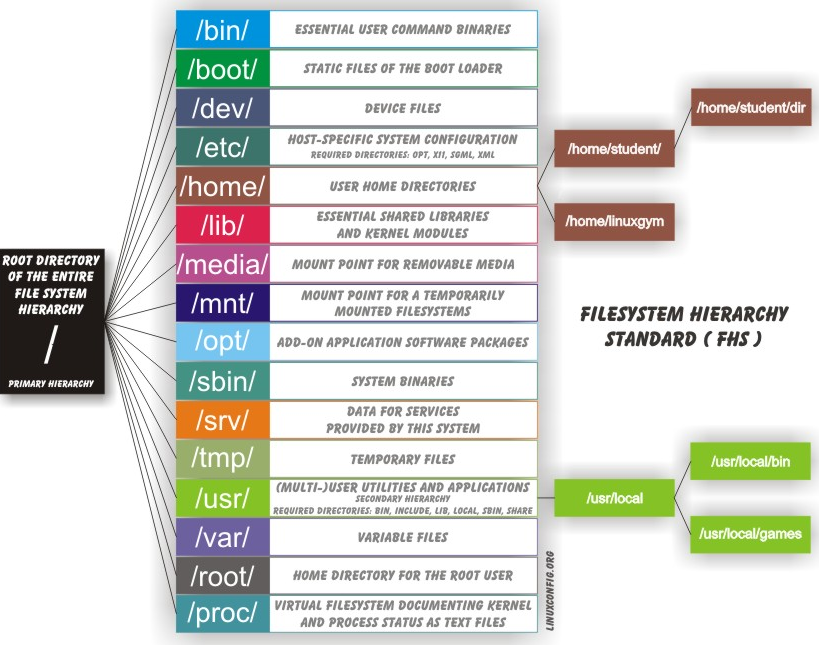 ROOT DIRECTORY
OF THE ENTIRE
FILE SYSTEM
HIERARCHY
/
PRIMARY HIERARCHY
/bin/
ESSENTIAL USER COMMAND BINARIES
/boot/
STATIC FILES OF THE BOOT LOADER
/dev/
DEVICE FILES
/etc/
HOST-SPECIFIC SYSTEM CONFIGURATION
REQUIRED DIRECTORIES: OPT, X11, SGML, XML
/home/
USER HOME DIRECTORIES
/lib/
ESSENTIAL SHARED LIBRARIES
AND KERNEL MODULES
/media/
MOUNT POINT FOR REMOVABLE MEDIA
/mnt/
MOUNT POINT FOR A TEMPORARILY
MOUNTED FILESYSTEMS
/opt/
ADD-ON APPLICATION SOFTWARE PACKAGES
/sbin/
SYSTEM BINARIES
/srv/
DATA FOR SERVICES
PROVIDED BY THIS SYSTEM
/tmp/
TEMPORARY FILES
/usr/
(MULTI-)USER UTILITIES AND APPLICATIONS
SECONDARY HIERARCHY
REQUIRED DIRECTORIES: BIN, INCLUDE, LIB, LOCAL, SBIN, SHARE
/var/
VARIABLE FILES
/root/
HOME DIRECTORY FOR THE ROOT USER
/proc/
VIRTUAL FILESYSTEM DOCUMENTING KERNEL
AND PROCESS STATUS AS TEXT FILES
/home/student/
/home/student/dir
/home/linuxgym
FILESYSTEM HIERARCHY
STANDARD ( FHS )
/usr/local
/usr/local/bin
/usr/local/games
LINUXCONFIG.ORG